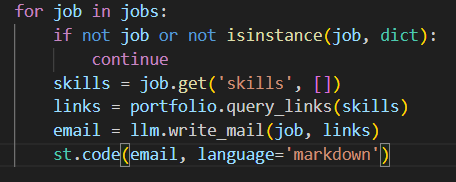 for job in jobs:
    if not job or not isinstance(job, dict):
        continue
    skills = job.get('skills', [])
    links = portfolio.query_links(skills)
    email = llm.write_mail(job, links)
    st.code(email, language='markdown')